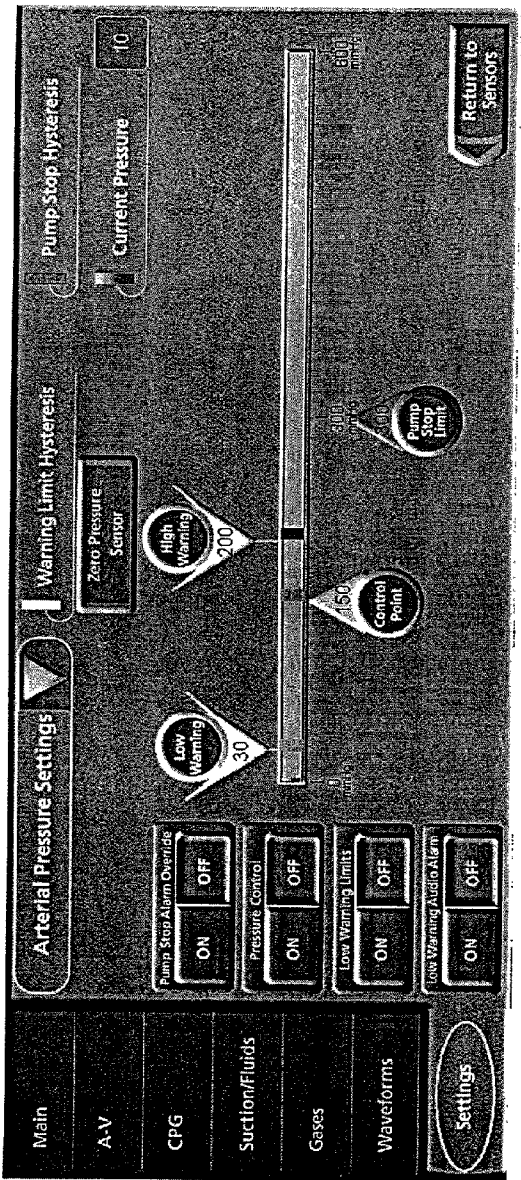 Main
A-V
CPG
Suction/Fluids
Gases
Waveforms
Settings
Arterial Pressure Settings
Warning Limit Hysteresis
Pump Stop Hysteresis
Zero Pressure
Sensor
Current Pressure
10
Pump Stop Alarm Override
ON
OFF
Pressure Control
ON
OFF
Low Warning Limits
ON
OFF
Low Warning Audio Alarm
ON
OFF
Low
Warning
30
High
Warning
200
150
Control
Point
300
Pump
Stop
Limit
Return to
Sensors